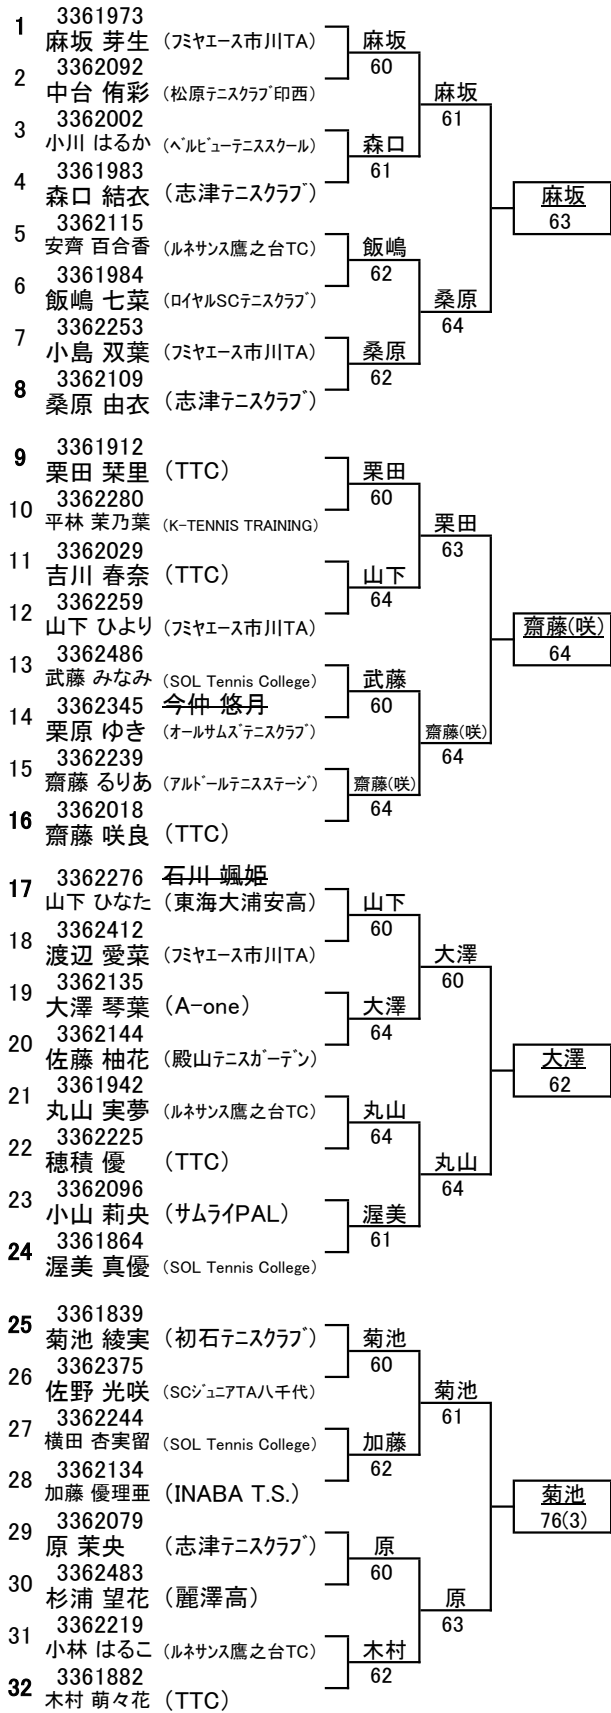 1 3361973
麻坂 芽生 (フミヤエース市川TA) 麻坂
60
2 3362092
中台 侑彩 (松原テニスクラブ印西) 麻坂
61
3 3362002
小川 はるか (ベルビューテニススクール) 森口
61
4 3361983
森口 結衣 (志津テニスクラブ) 麻坂
63
5 3362115
安齊 百合香 (ルネサンス鷹之台TC) 飯嶋
62
6 3361984
飯嶋 七菜 (ロイヤルSCテニスクラブ) 桑原
64
7 3362253
小島 双葉 (フミヤエース市川TA) 桑原
62
8 3362109
桑原 由衣 (志津テニスクラブ)
9 3361912
栗田 栞里 (TTC) 栗田
60
10 3362280
平林 茉乃葉 (K-TENNIS TRAINING) 栗田
63
11 3362029
吉川 春奈 (TTC) 山下
64
12 3362259
山下 ひより (フミヤエース市川TA) 齋藤(咲)
64
13 3362486
武藤 みなみ (SOL Tennis College) 武藤
60
14 3362345 今仲 悠月
栗原 ゆき (オールサムズテニスクラブ) 齋藤(咲)
64
15 3362239
齋藤 るりあ (アルドールテニスステージ) 齋藤(咲)
64
16 3362018
齋藤 咲良 (TTC)
17 3362276 石川 颯姫
山下 ひなた (東海大浦安高) 山下
60
18 3362412
渡辺 愛菜 (フミヤエース市川TA) 大澤
60
19 3362135
大澤 琴葉 (A-one) 大澤
64
20 3362144
佐藤 柚花 (殿山テニスガーデン) 大澤
62
21 3361942
丸山 実夢 (ルネサンス鷹之台TC) 丸山
64
22 3362225
穂積 優 (TTC) 丸山
64
23 3362096
小山 莉央 (サムライPAL) 渥美
61
24 3361864
渥美 真優 (SOL Tennis College)
25 3361839
菊池 綾実 (初石テニスクラブ) 菊池
60
26 3362375
佐野 光咲 (SCジュニアTA八千代) 菊池
61
27 3362244
横田 杏実留 (SOL Tennis College) 加藤
62
28 3362134
加藤 優理亜 (INABA T.S.) 菊池
76(3)
29 3362079
原 茉央 (志津テニスクラブ) 原
60
30 3362483
杉浦 望花 (麗澤高) 原
63
31 3362219
小林 はるこ (ルネサンス鷹之台TC) 木村
62
32 3361882
木村 萌々花 (TTC)